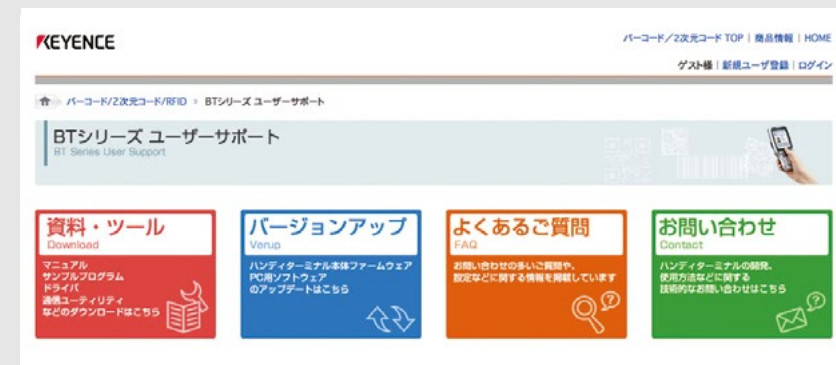 KEYENCE
バーコード／2次元コード TOP | 商品情報 | HOME
ゲスト様 | 新規ユーザ登録 | ログイン
バーコード/2次元コード/RFID > BTシリーズ ユーザーサポート
BTシリーズ ユーザーサポート
BT Series User Support
資料・ツール
Download
マニュアル
サンプルプログラム
ドライバ
通信ユーティリティ
などのダウンロードはこちら
バージョンアップ
Verup
ハンディターミナル本体ファームウェア
PC用ソフトウェア
のアップデートはこちら
よくあるご質問
FAQ
お問い合わせの多いご質問や、
設定などに関する情報を掲載しています
お問い合わせ
Contact
ハンディターミナルの開発、
使用方法などに関する
技術的なお問い合わせはこちら